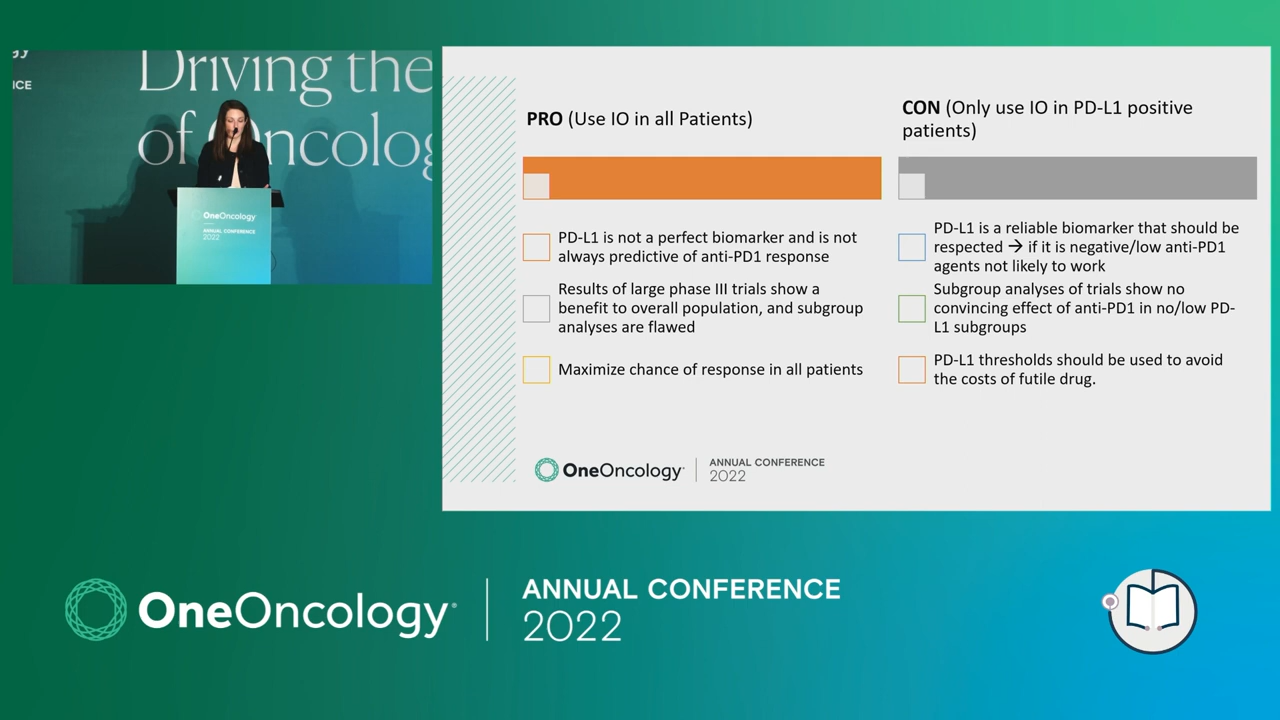 Driving the
of Oncolog
ICE
OneOncology
ANNUAL CONFERENCE
2022
PRO (Use IO in all Patients)
PD-L1 is not a perfect biomarker and is not
always predictive of anti-PD1 response
Results of large phase III trials show a
benefit to overall population, and subgroup
analyses are flawed
Maximize chance of response in all patients
CON (Only use IO in PD-L1 positive
patients)
PD-L1 is a reliable biomarker that should be
respected → if it is negative/low anti-PD1
agents not likely to work
Subgroup analyses of trials show no
convincing effect of anti-PD1 in no/low PD-
L1 subgroups
PD-L1 thresholds should be used to avoid
the costs of futile drug.
OneOncology
ANNUAL CONFERENCE
2022
OneOncology
ANNUAL CONFERENCE
2022